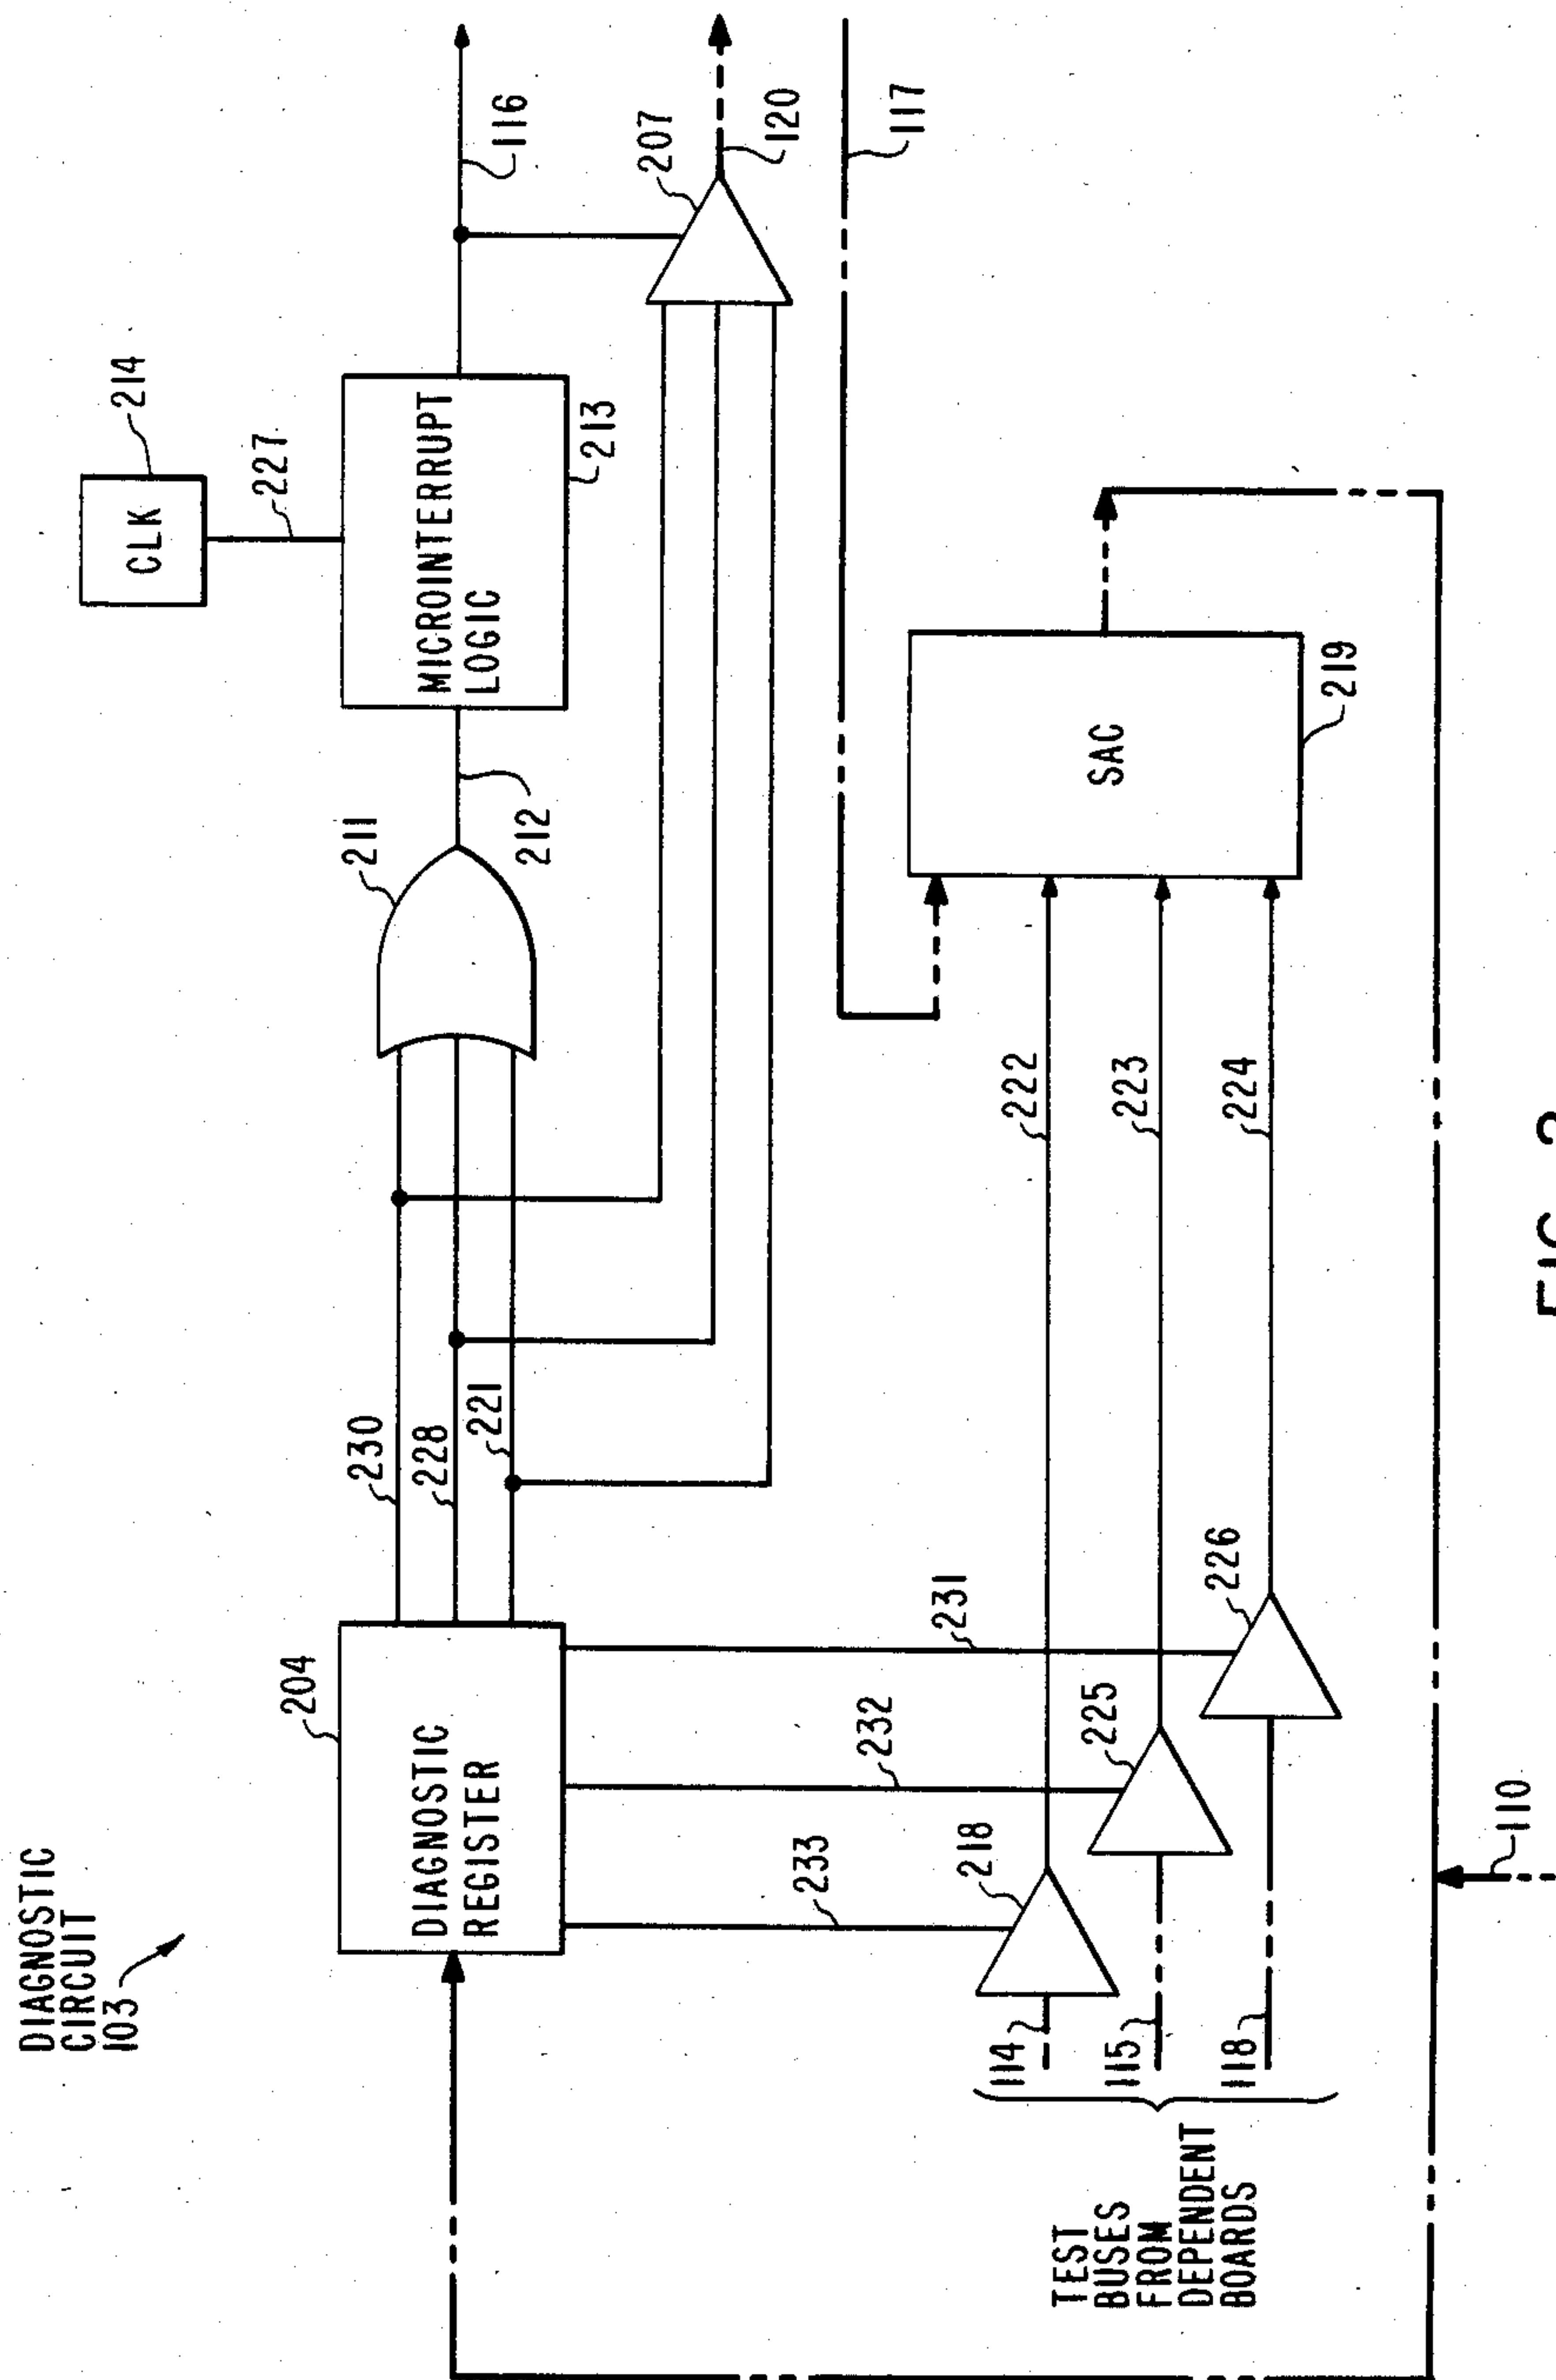 DIAGNOSTIC
CIRCUIT
103
214
CLK
227
204
DIAGNOSTIC
REGISTER
230
228
221
211
212
MICROINTERRUPT
LOGIC
213
116
207
120
117
233
232
231
218
225
226
222
223
224
SAC
219
114
115
118
TEST
BUSES
FROM
DEPENDENT
BOARDS
110